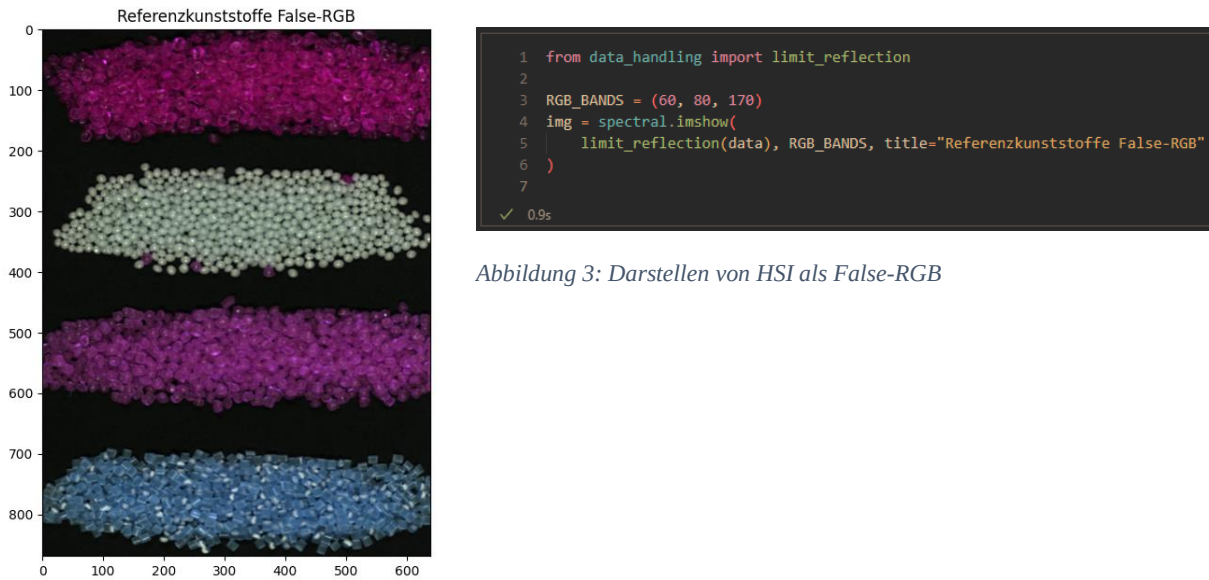 Referenzkunststoffe False-RGB
0
100
200
300
400
500
600
700
800
0 100 200 300 400 500 600
1 from data_handling import limit_reflection
2
3 RGB_BANDS = (60, 80, 170)
4 img = spectral.imshow(
5 limit_reflection(data), RGB_BANDS, title="Referenzkunststoffe False-RGB"
6 )
7
✓ 0.9s
Abbildung 3: Darstellen von HSI als False-RGB